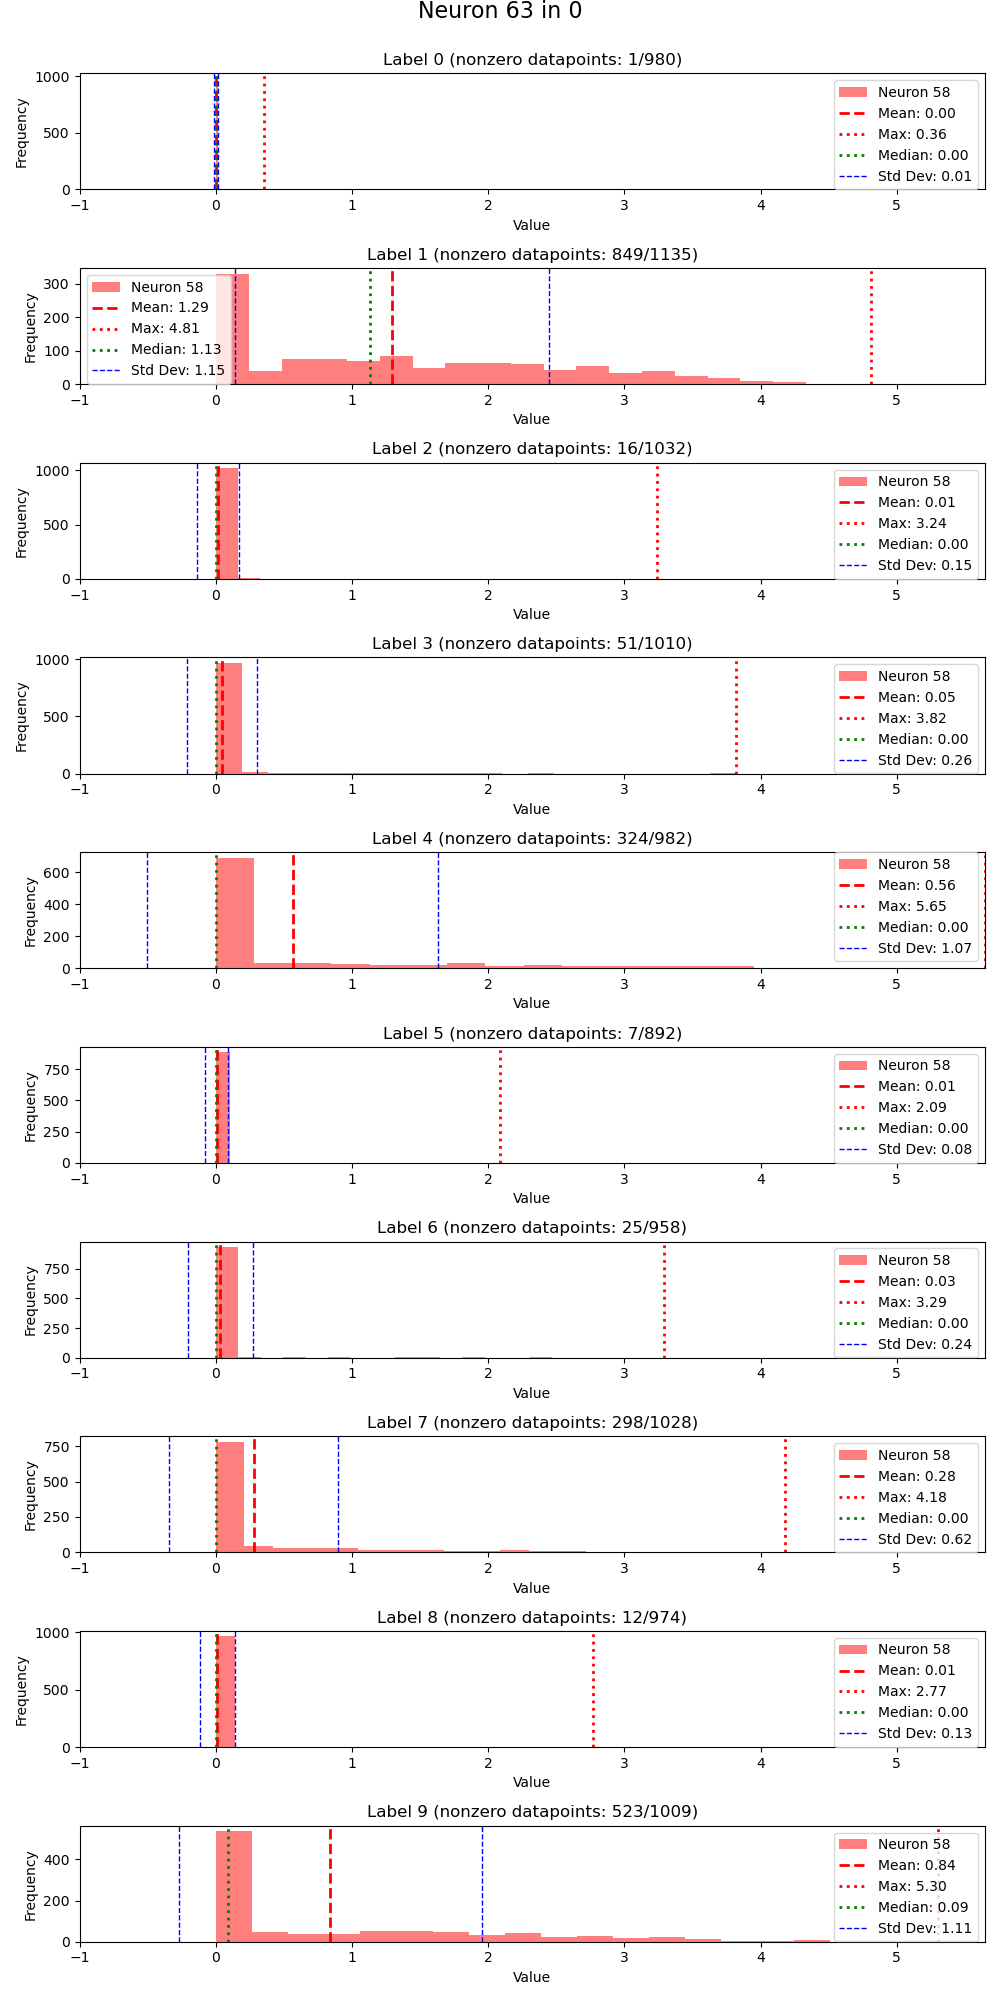 Neuron 63 in 0
Label 0 (nonzero datapoints: 1/980)
Frequency
1000
500
0
Neuron 58
Mean: 0.00
Max: 0.36
Median: 0.00
Std Dev: 0.01
−1 0 1 2 3 4 5
Value
Label 1 (nonzero datapoints: 849/1135)
Frequency
300
200
100
0
Neuron 58
Mean: 1.29
Max: 4.81
Median: 1.13
Std Dev: 1.15
−1 0 1 2 3 4 5
Value
Label 2 (nonzero datapoints: 16/1032)
Frequency
1000
500
0
Neuron 58
Mean: 0.01
Max: 3.24
Median: 0.00
Std Dev: 0.15
−1 0 1 2 3 4 5
Value
Label 3 (nonzero datapoints: 51/1010)
Frequency
1000
500
0
Neuron 58
Mean: 0.05
Max: 3.82
Median: 0.00
Std Dev: 0.26
−1 0 1 2 3 4 5
Value
Label 4 (nonzero datapoints: 324/982)
Frequency
600
400
200
0
Neuron 58
Mean: 0.56
Max: 5.65
Median: 0.00
Std Dev: 1.07
−1 0 1 2 3 4 5
Value
Label 5 (nonzero datapoints: 7/892)
Frequency
750
500
250
0
Neuron 58
Mean: 0.01
Max: 2.09
Median: 0.00
Std Dev: 0.08
−1 0 1 2 3 4 5
Value
Label 6 (nonzero datapoints: 25/958)
Frequency
750
500
250
0
Neuron 58
Mean: 0.03
Max: 3.29
Median: 0.00
Std Dev: 0.24
−1 0 1 2 3 4 5
Value
Label 7 (nonzero datapoints: 298/1028)
Frequency
750
500
250
0
Neuron 58
Mean: 0.28
Max: 4.18
Median: 0.00
Std Dev: 0.62
−1 0 1 2 3 4 5
Value
Label 8 (nonzero datapoints: 12/974)
Frequency
1000
500
0
Neuron 58
Mean: 0.01
Max: 2.77
Median: 0.00
Std Dev: 0.13
−1 0 1 2 3 4 5
Value
Label 9 (nonzero datapoints: 523/1009)
Frequency
400
200
0
Neuron 58
Mean: 0.84
Max: 5.30
Median: 0.09
Std Dev: 1.11
−1 0 1 2 3 4 5
Value